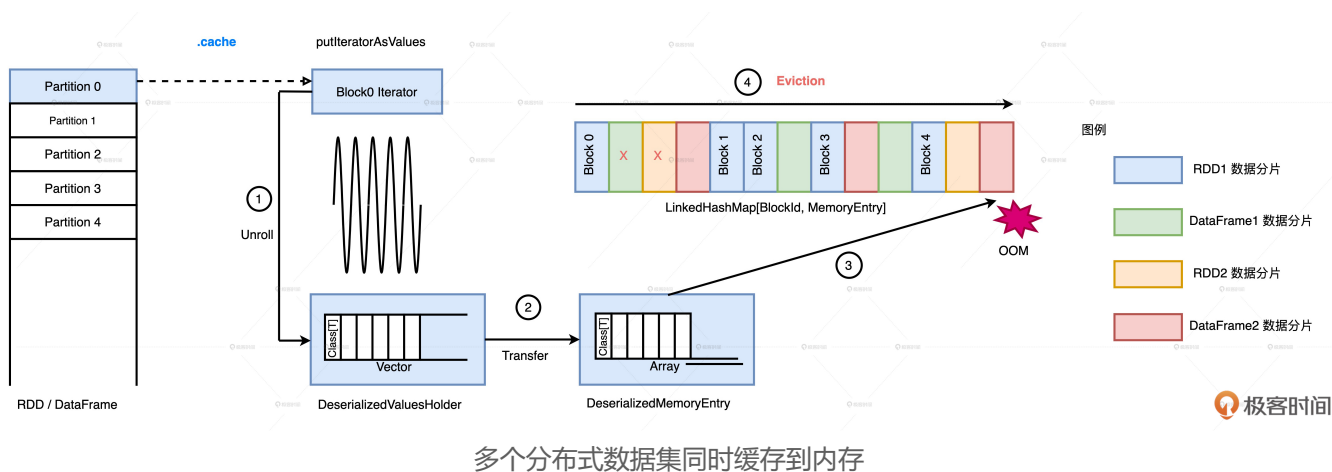 .cache
putIteratorAsValues
Partition 0
Partition 1
Partition 2
Partition 3
Partition 4
RDD / DataFrame
Block0 Iterator
1
Unroll
Class[T]
Vector
DeserializedValuesHolder
2
Transfer
Class[T]
Array
DeserializedMemoryEntry
3
4
Eviction
Block 0
X
X
Block 1
Block 2
Block 3
Block 4
LinkedHashMap[BlockId, MemoryEntry]
OOM
图例
RDD1 数据分片
DataFrame1 数据分片
RDD2 数据分片
DataFrame2 数据分片
极客时间
多个分布式数据集同时缓存到内存